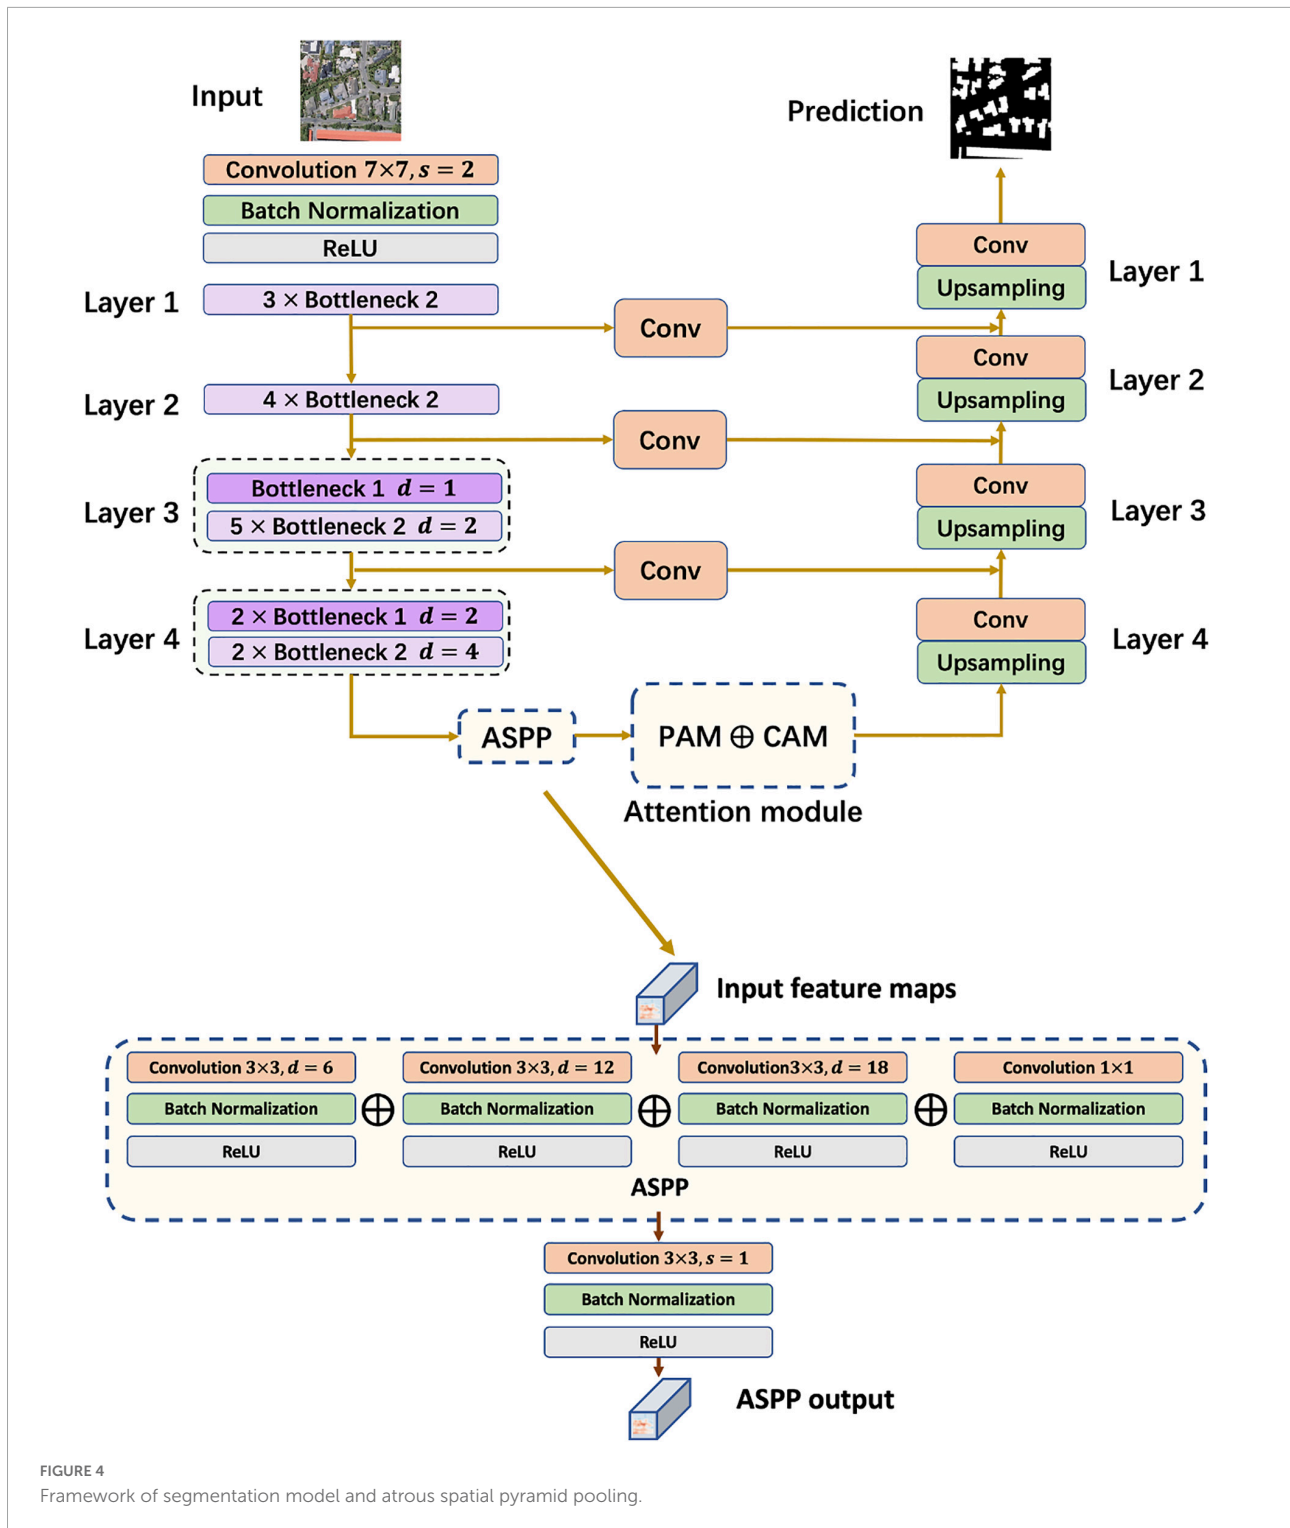 Input
Prediction
Convolution 7×7, s = 2
Batch Normalization
ReLU
Layer 1
3 × Bottleneck 2
Conv
Conv
Upsampling
Layer 1
Layer 2
4 × Bottleneck 2
Conv
Conv
Upsampling
Layer 2
Layer 3
Bottleneck 1 d = 1
5 × Bottleneck 2 d = 2
Conv
Conv
Upsampling
Layer 3
Layer 4
2 × Bottleneck 1 d = 2
2 × Bottleneck 2 d = 4
Conv
Upsampling
Layer 4
ASPP
PAM ⊕ CAM
Attention module
Input feature maps
Convolution 3×3, d = 6
Batch Normalization
ReLU
⊕
Convolution 3×3, d = 12
Batch Normalization
ReLU
⊕
Convolution3×3, d = 18
Batch Normalization
ReLU
⊕
Convolution 1×1
Batch Normalization
ReLU
ASPP
Convolution 3×3, s = 1
Batch Normalization
ReLU
ASPP output
FIGURE 4
Framework of segmentation model and atrous spatial pyramid pooling.